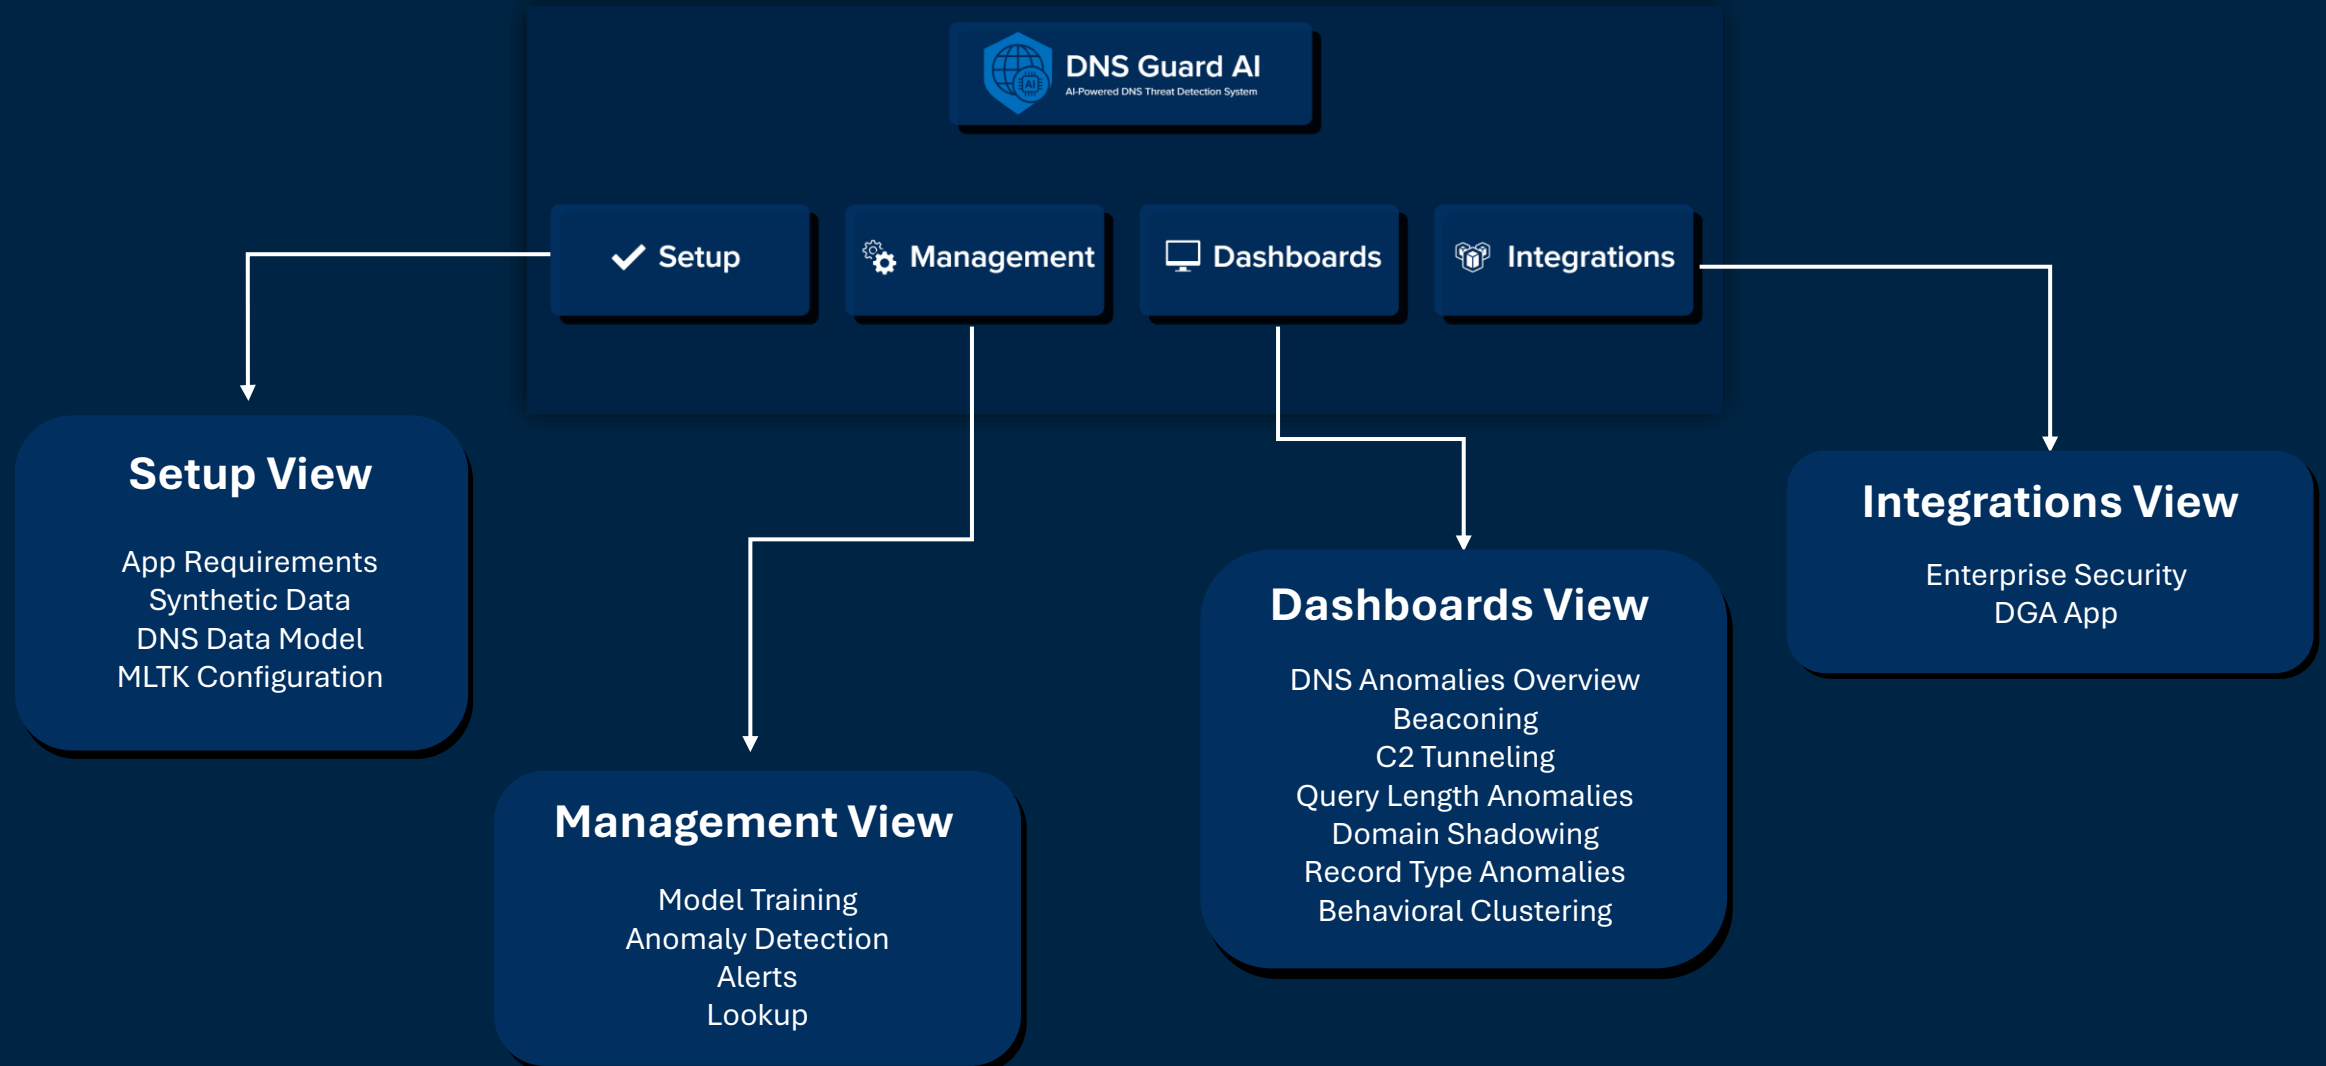 DNS Guard AI
AI-Powered DNS Threat Detection System
AI
Setup
Management
Dashboards
Integrations
Setup View
App Requirements
Synthetic Data
DNS Data Model
MLTK Configuration
Management View
Model Training
Anomaly Detection
Alerts
Lookup
Dashboards View
DNS Anomalies Overview
Beaconing
C2 Tunneling
Query Length Anomalies
Domain Shadowing
Record Type Anomalies
Behavioral Clustering
Integrations View
Enterprise Security
DGA App